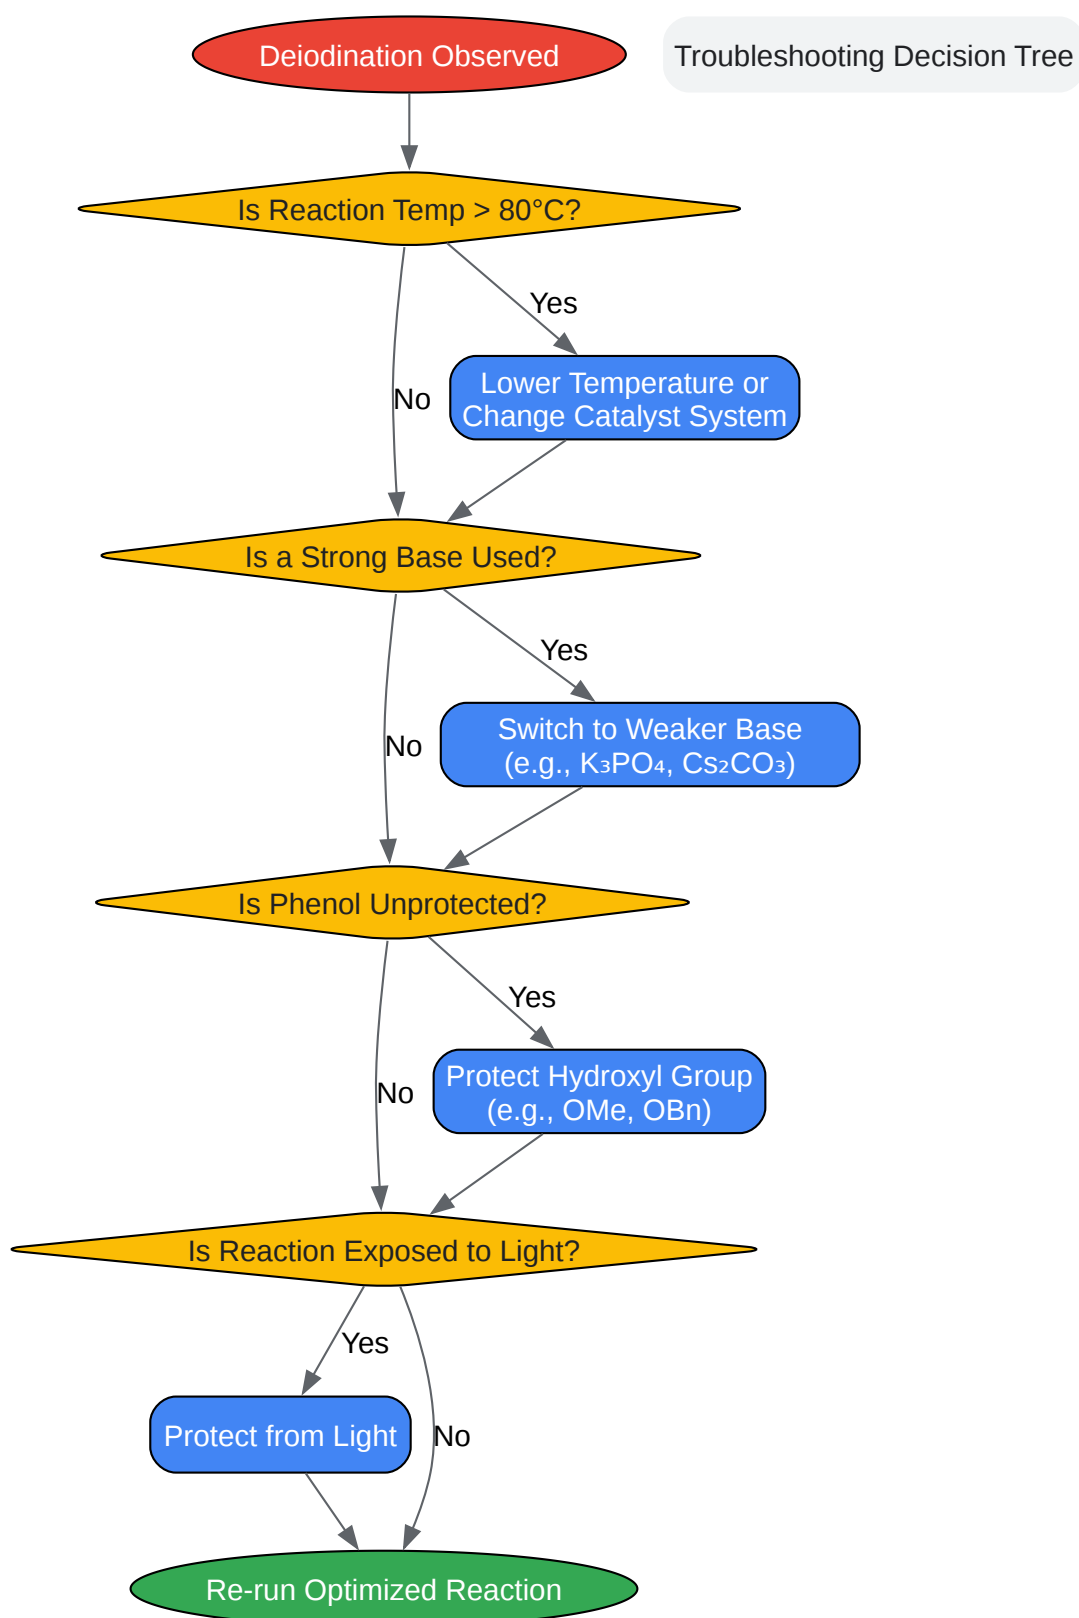 Deiodination Observed
Troubleshooting Decision Tree
Is Reaction Temp > 80°C?
Yes
Lower Temperature or
Change Catalyst System
No
Is a Strong Base Used?
Yes
Switch to Weaker Base
(e.g., K₃PO₄, Cs₂CO₃)
No
Is Phenol Unprotected?
Yes
Protect Hydroxyl Group
(e.g., OMe, OBn)
No
Is Reaction Exposed to Light?
Yes
Protect from Light
No
Re-run Optimized Reaction